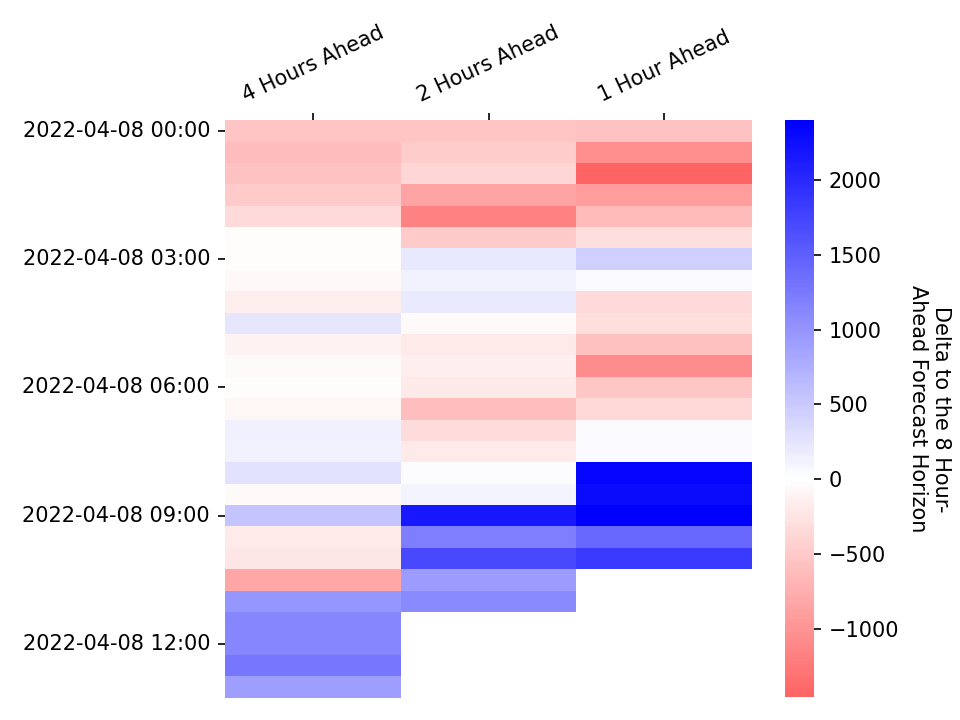 4 Hours Ahead
2 Hours Ahead
1 Hour Ahead
2022-04-08 00:00
2022-04-08 03:00
2022-04-08 06:00
2022-04-08 09:00
2022-04-08 12:00
2000
1500
1000
500
0
−500
−1000
Delta to the 8 Hour-
Ahead Forecast Horizon